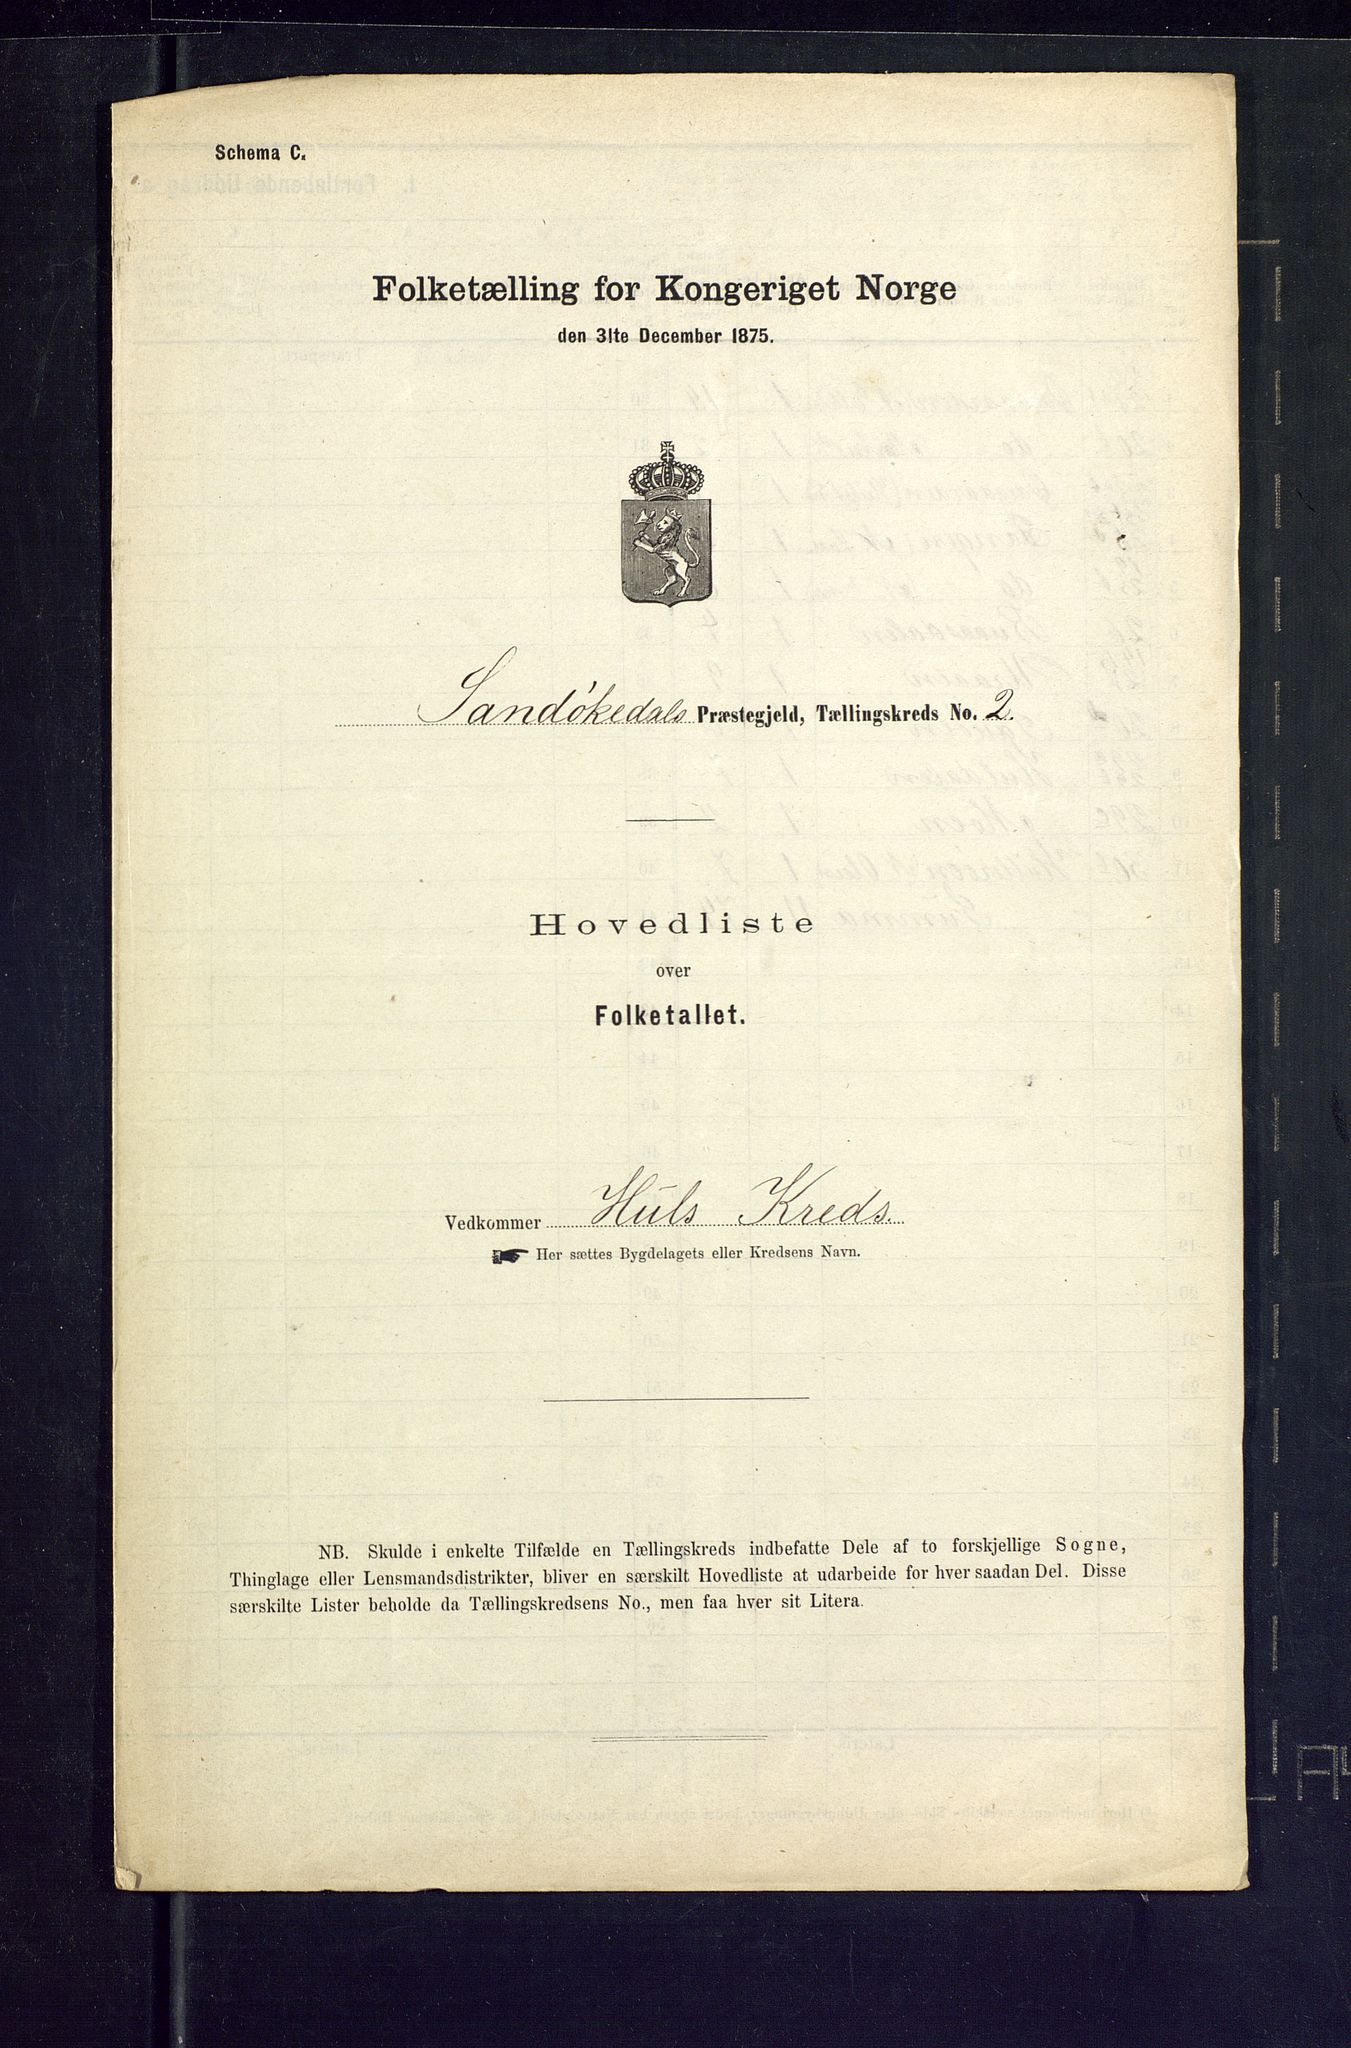 Schema C.
Folketælling for Kongeriget Norge
den 31te December 1875.
Sandökedals Præstegjeld, Tællingskreds No. 2.
Hovedliste
over
Folketallet.
Vedkommer Huls Kreds.
Her sættes Bygdelagets eller Kredsens Navn.
NB. Skulde i enkelte Tilfælde en Tællingskreds indbefatte Dele af to forskjellige Sogne,
Thinglage eller Lensmandsdistrikter, bliver en særskilt Hovedliste at udarbeide for hver saadan Del. Disse
særskilte Lister beholde da Tællingskredsens No., men faa hver sit Litera.